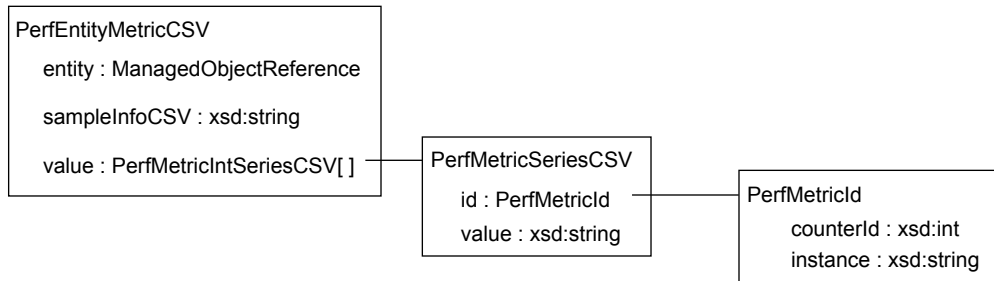 PerfEntityMetricCSV
entity : ManagedObjectReference
sampleInfoCSV : xsd:string
value : PerfMetricIntSeriesCSV[ ]
PerfMetricSeriesCSV
id : PerfMetricId
value : xsd:string
PerfMetricId
counterId : xsd:int
instance : xsd:string